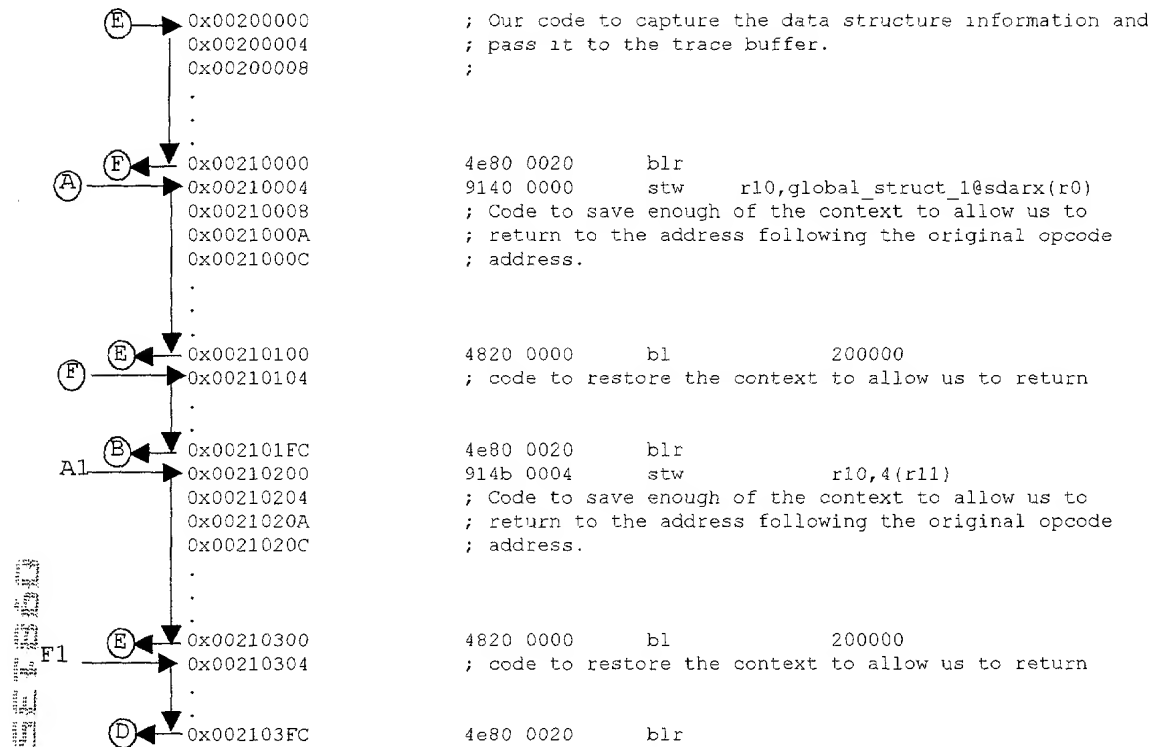 E 0x00200000 ; Our code to capture the data structure information and
0x00200004 ; pass it to the trace buffer.
0x00200008 ;
.
.
.
F 0x00210000 4e80 0020 blr
A 0x00210004 9140 0000 stw r10,global_struct_1@sdarx(r0)
0x00210008 ; Code to save enough of the context to allow us to
0x0021000A ; return to the address following the original opcode
0x0021000C ; address.
.
.
.
E 0x00210100 4820 0000 bl 200000
F 0x00210104 ; code to restore the context to allow us to return
.
.
B 0x002101FC 4e80 0020 blr
A1 0x00210200 914b 0004 stw r10,4(r11)
0x00210204 ; Code to save enough of the context to allow us to
0x0021020A ; return to the address following the original opcode
0x0021020C ; address.
.
.
.
E 0x00210300 4820 0000 bl 200000
F1 0x00210304 ; code to restore the context to allow us to return
.
.
D 0x002103FC 4e80 0020 blr